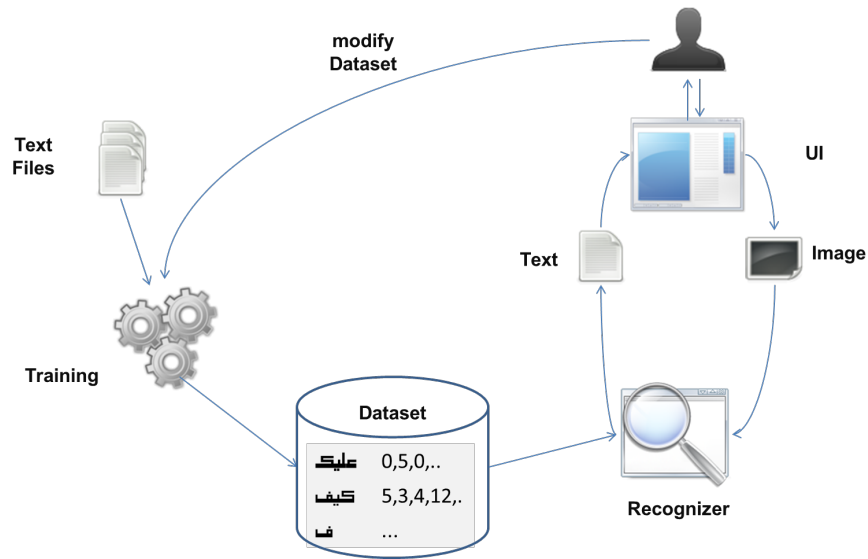 modify
Dataset
Text
Files
UI
Text
Image
Training
Dataset
عليك 0,5,0,..
كيف 5,3,4,12,.
ف ...
Recognizer